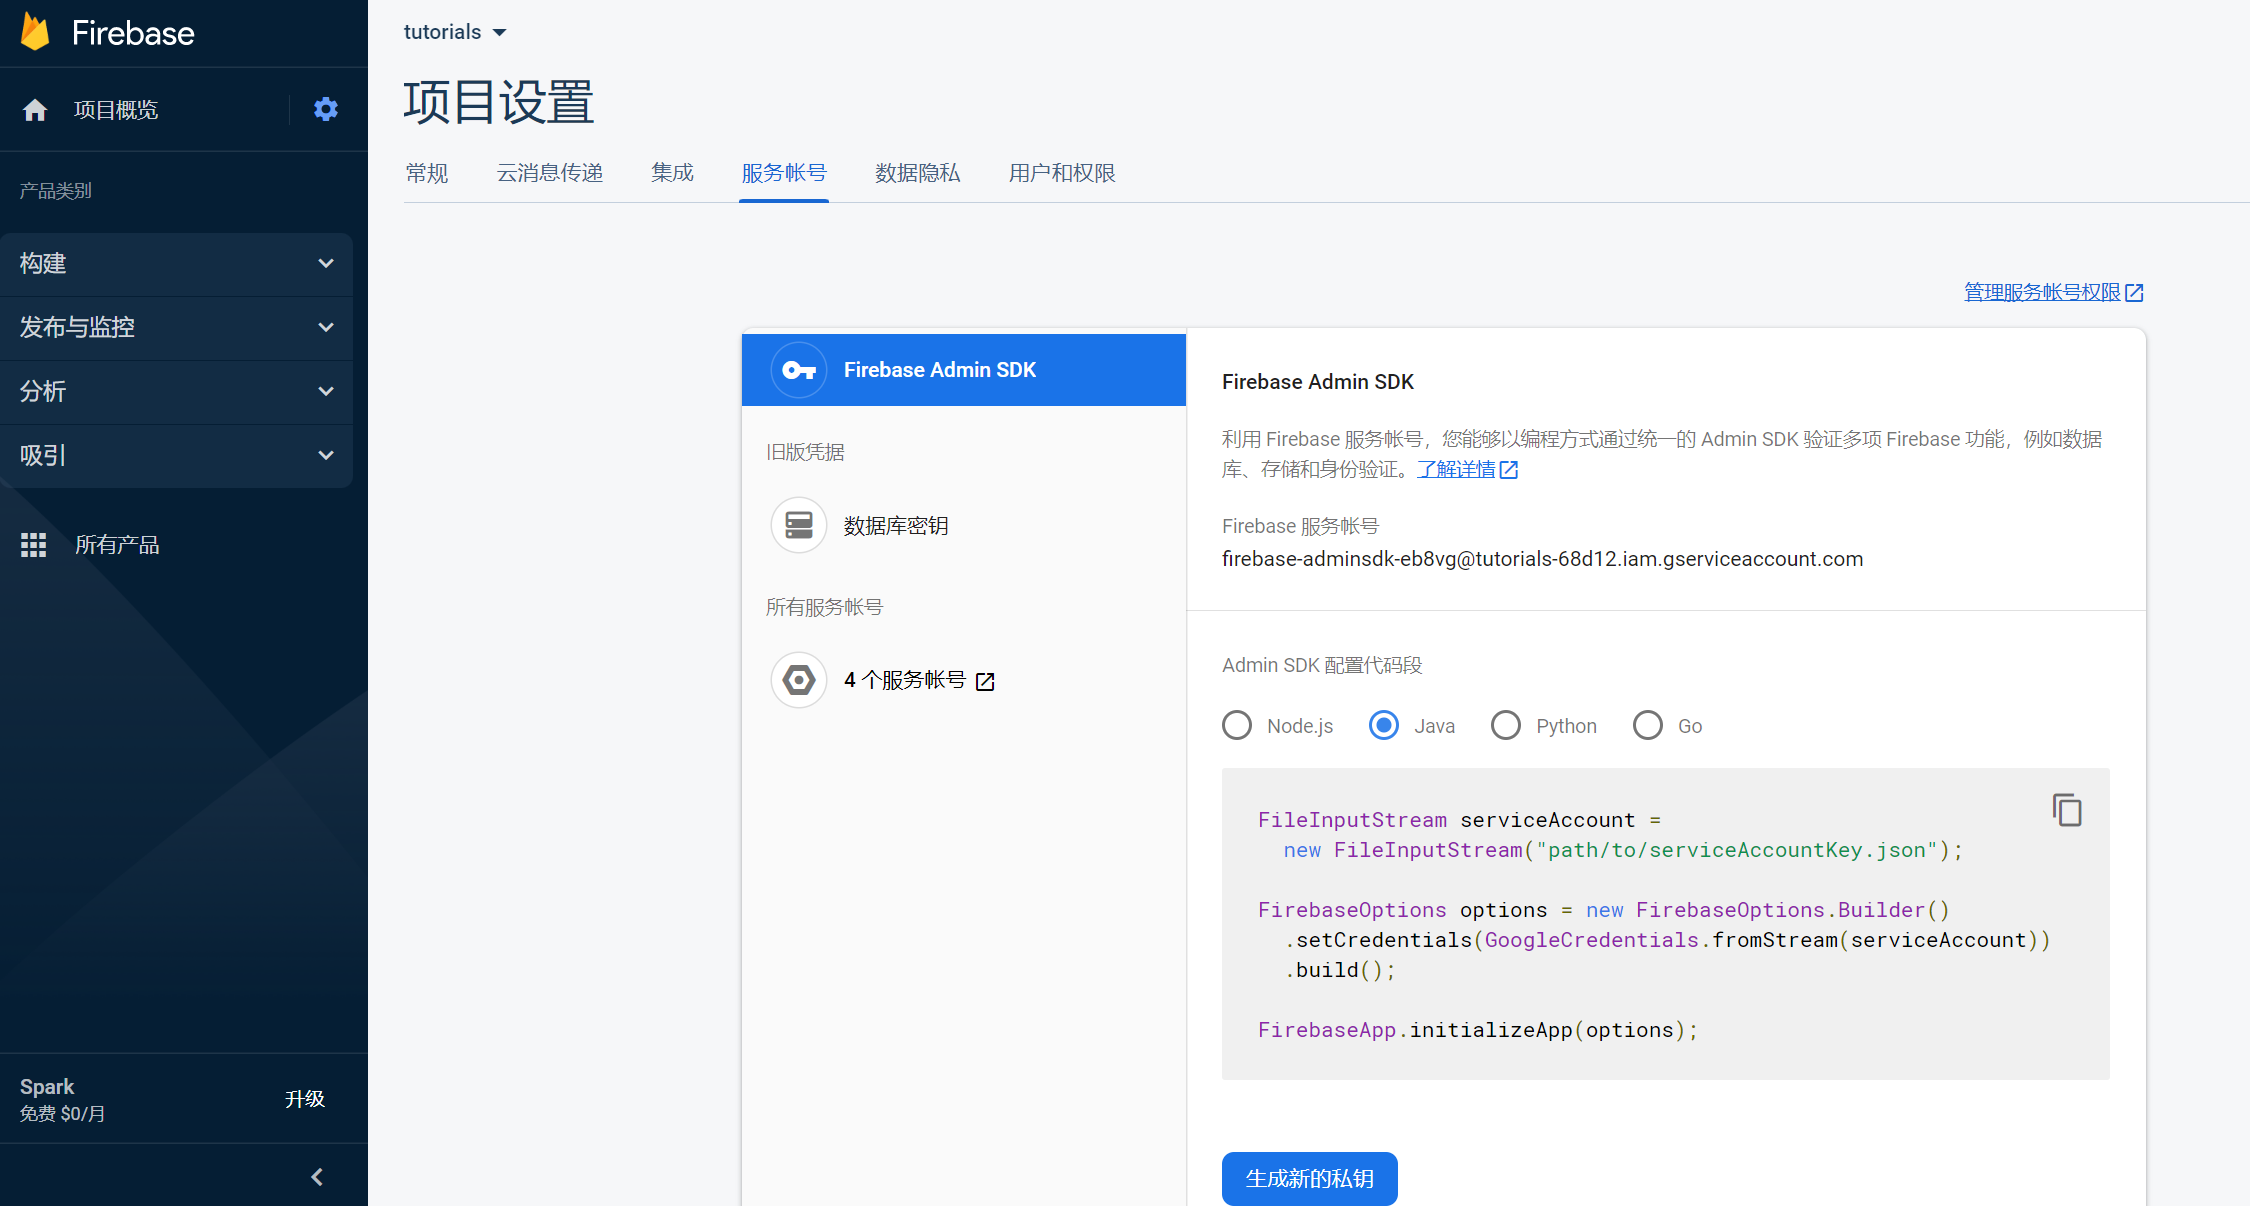 Firebase
项目概览
产品类别
构建
发布与监控
分析
吸引
所有产品
Spark
免费 $0/月
升级
tutorials
项目设置
常规 云消息传递 集成 服务帐号 数据隐私 用户和权限
管理服务帐号权限
Firebase Admin SDK
旧版凭据
数据库密钥
所有服务帐号
4 个服务帐号
Firebase Admin SDK
利用 Firebase 服务帐号，您能够以编程方式通过统一的 Admin SDK 验证多项 Firebase 功能，例如数据
库、存储和身份验证。了解详情
Firebase 服务帐号
firebase-adminsdk-eb8vg@tutorials-68d12.iam.gserviceaccount.com
Admin SDK 配置代码段
Node.js Java Python Go
FileInputStream serviceAccount =
  new FileInputStream("path/to/serviceAccountKey.json");
FirebaseOptions options = new FirebaseOptions.Builder()
  .setCredentials(GoogleCredentials.fromStream(serviceAccount))
  .build();
FirebaseApp.initializeApp(options);
生成新的私钥